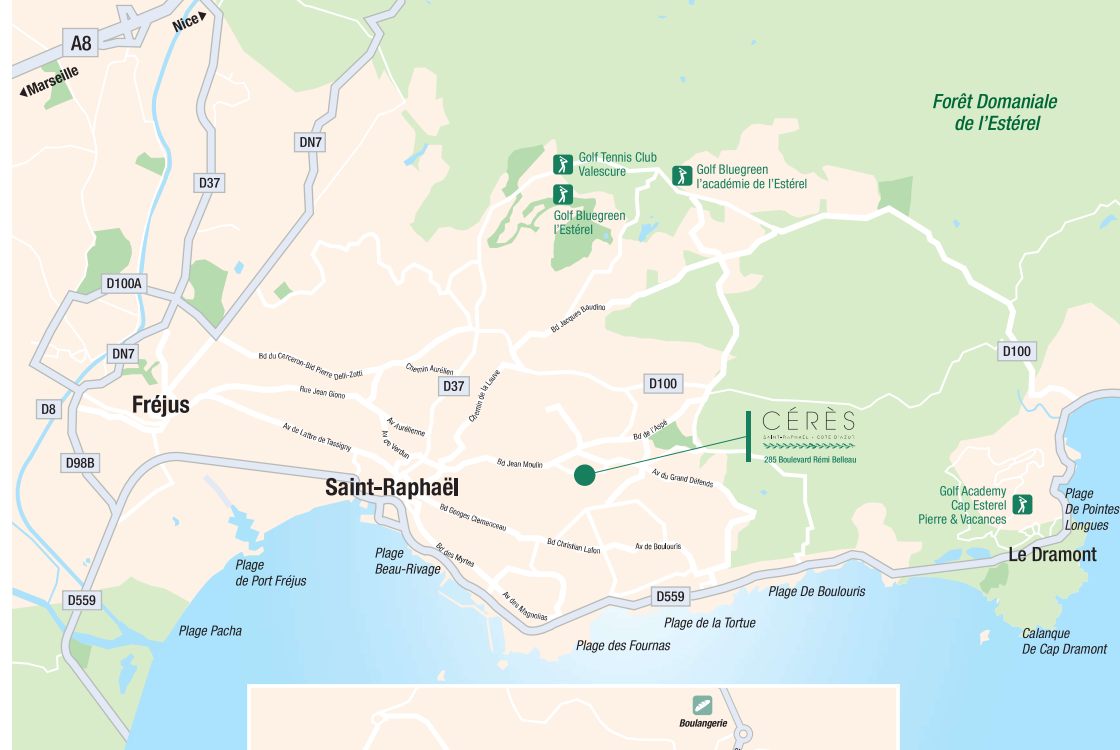 Nice
A8
Marseille
Forêt Domaniale
de l'Estérel
DN7
Golf Tennis Club
Valescure
Golf Bluegreen
l'académie de l'Estérel
D37
Golf Bluegreen
l'Estérel
D100A
Bd Jacques Baudino
DN7
Bd du Cerceron-Bld Pierre Delli-Zotti
Chemin Aurélien
D100
D37
D100
Rue Jean Giono
Chemin de la Lauve
Fréjus
D8
CÉRÈS
SAINT-RAPHAËL - CÔTE D'AZUR
285 Boulevard Rémi Belleau
Av Aurélienne
Av de Lattre de Tassigny
Av de Verdun
Bd de l'Aspé
D98B
Bd Jean Moulin
Av du Grand Défends
Saint-Raphaël
Golf Academy
Cap Esterel
Pierre & Vacances
Plage
De Pointes
Longues
Bd Georges Clemenceau
Bd Christian Lafon
Av de Boulouris
Plage
Beau-Rivage
Bd des Myrtes
Le Dramont
Plage
de Port Fréjus
Plage De Boulouris
D559
D559
Av des Magnolias
Plage de la Tortue
Plage Pacha
Plage des Fournas
Calanque
De Cap Dramont
Boulangerie